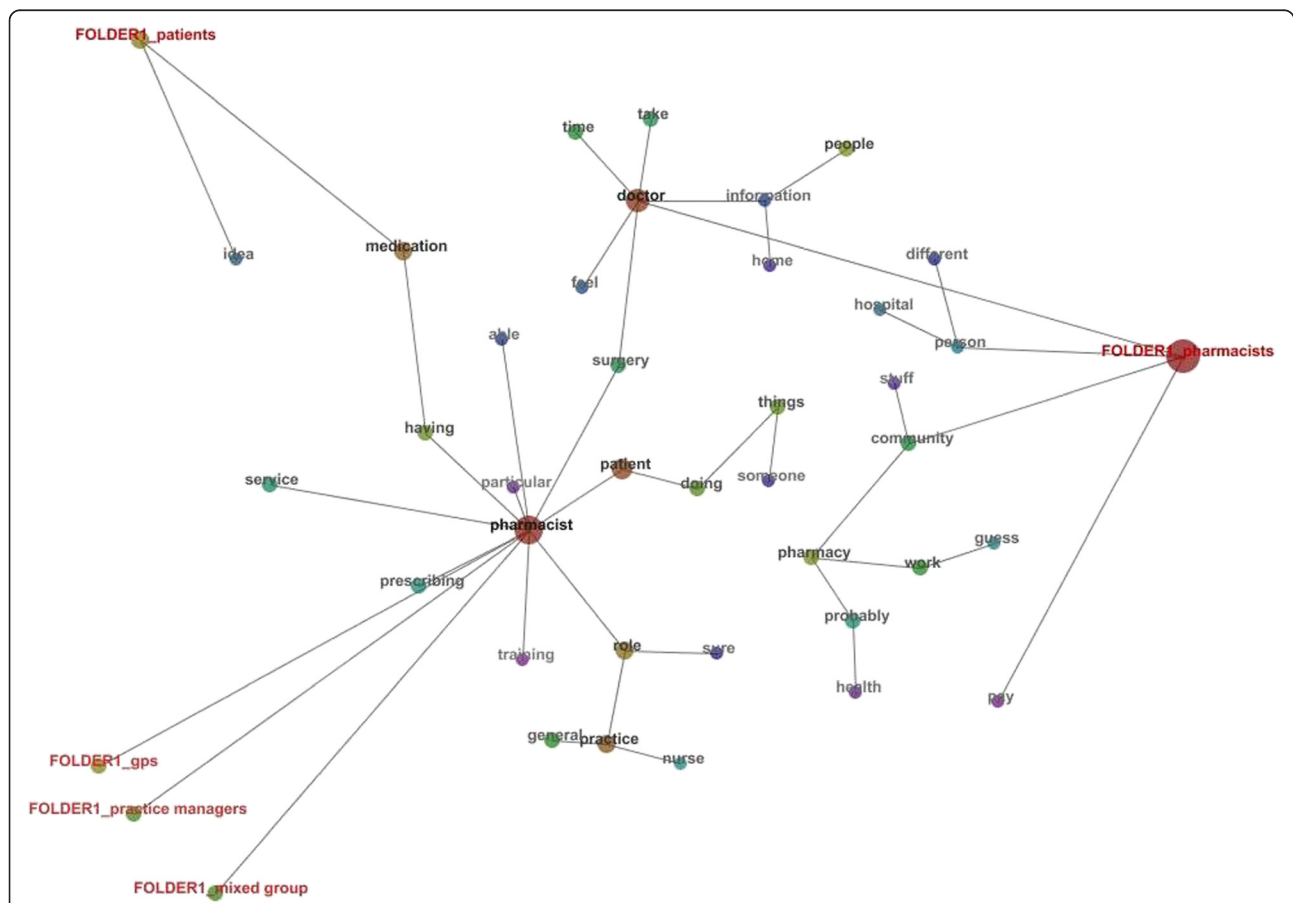 FOLDER1_patients
take
time
people
doctor
information
medication
idea
home
different
feel
hospital
able
person
surgery
FOLDER1_pharmacists
stuff
things
having
community
patient
service
particular
doing
someone
pharmacist
guess
pharmacy
work
prescribing
probably
role
sure
training
health
pay
general
practice
nurse
FOLDER1_gps
FOLDER1_practice managers
FOLDER1_mixed group